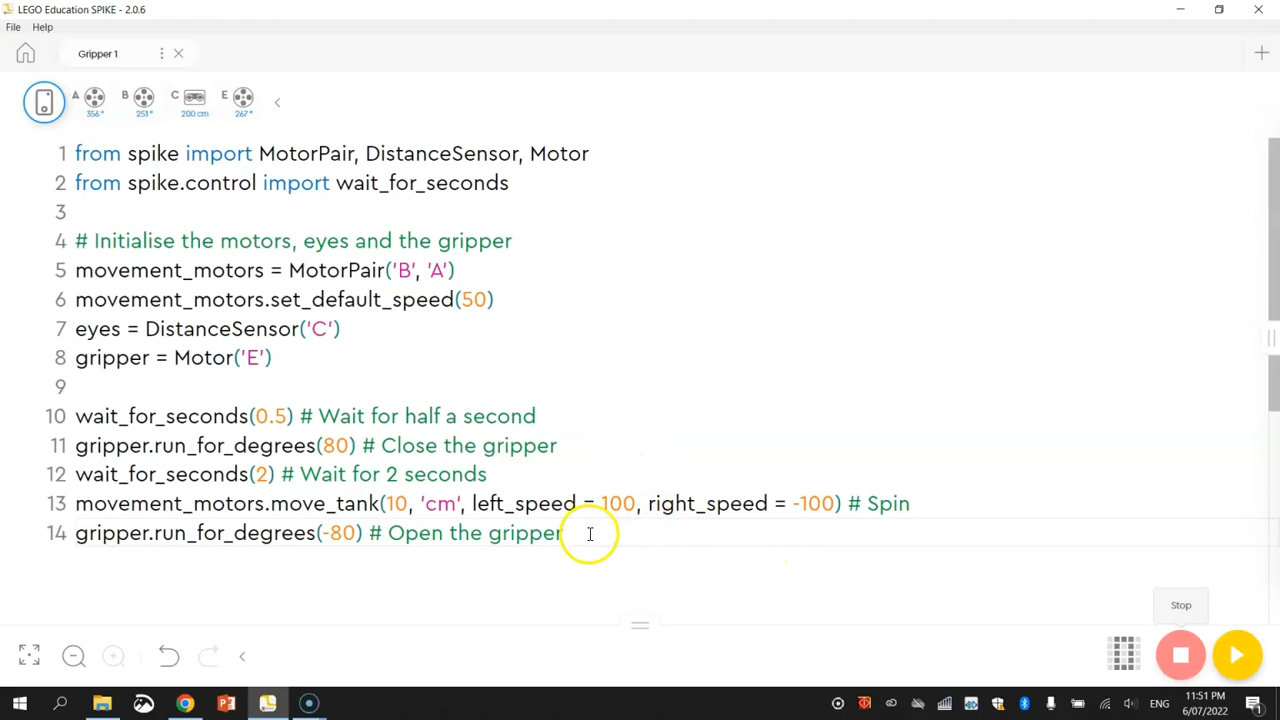 LEGO Education SPIKE - 2.0.6
File Help
Gripper 1
A B C E
356° 251° 200 cm 267°
1 from spike import MotorPair, DistanceSensor, Motor
2 from spike.control import wait_for_seconds
3
4 # Initialise the motors, eyes and the gripper
5 movement_motors = MotorPair('B', 'A')
6 movement_motors.set_default_speed(50)
7 eyes = DistanceSensor('C')
8 gripper = Motor('E')
9
10 wait_for_seconds(0.5) # Wait for half a second
11 gripper.run_for_degrees(80) # Close the gripper
12 wait_for_seconds(2) # Wait for 2 seconds
13 movement_motors.move_tank(10, 'cm', left_speed = 100, right_speed = -100) # Spin
14 gripper.run_for_degrees(-80) # Open the gripper
Stop
ENG
11:51 PM
6/07/2022
1